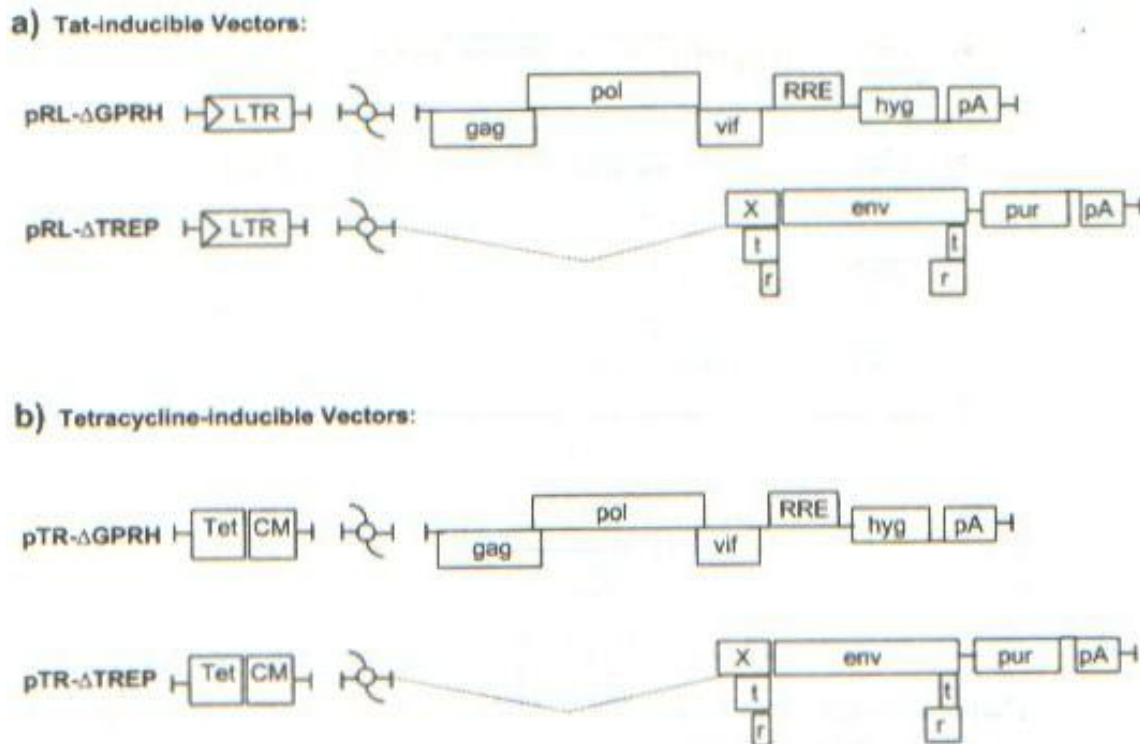 a) Tat-inducible Vectors:
pRL-ΔGPRH LTR gag pol vif RRE hyg pA
pRL-ΔTREP LTR X t r env t r pur pA
b) Tetracycline-inducible Vectors:
pTR-ΔGPRH Tet CM gag pol vif RRE hyg pA
pTR-ΔTREP Tet CM X t r env t r pur pA